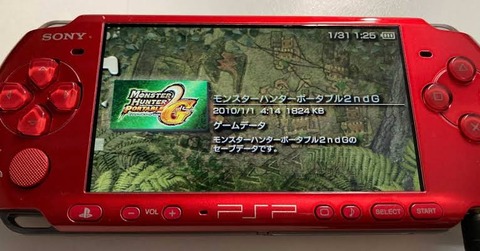 SONY
1/31 1:25
MONSTER HUNTER PORTABLE 2nd G
モンスターハンターポータブル2ndG
2010/1/1 4:14 1824 KB
ゲームデータ
モンスターハンターポータブル2ndGの
セーブデータです。
VOL
PSP
SELECT
START